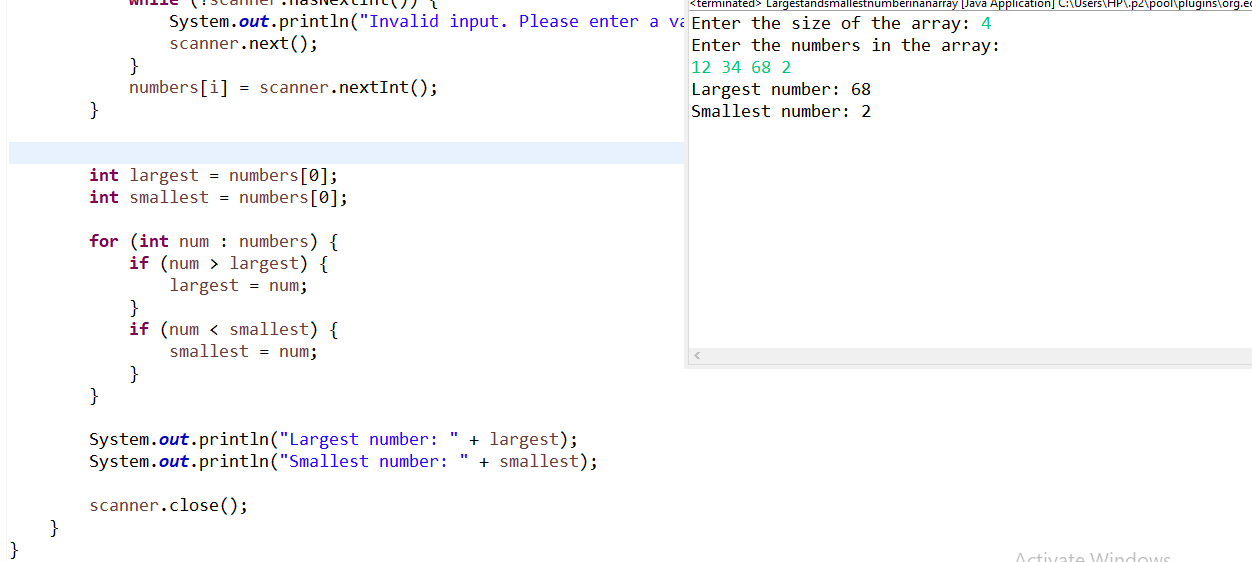 while (!scanner.hasNextInt()) {
System.out.println("Invalid input. Please enter a va
scanner.next();
}
numbers[i] = scanner.nextInt();
}
int largest = numbers[0];
int smallest = numbers[0];
for (int num : numbers) {
if (num > largest) {
largest = num;
}
if (num < smallest) {
smallest = num;
}
}
System.out.println("Largest number: " + largest);
System.out.println("Smallest number: " + smallest);
scanner.close();
}
}
<terminated> Largestandsmallestnumberinanarray [Java Application] C:\Users\HP\.p2\pool\plugins\org.ec
Enter the size of the array: 4
Enter the numbers in the array:
12 34 68 2
Largest number: 68
Smallest number: 2
Activate Windows